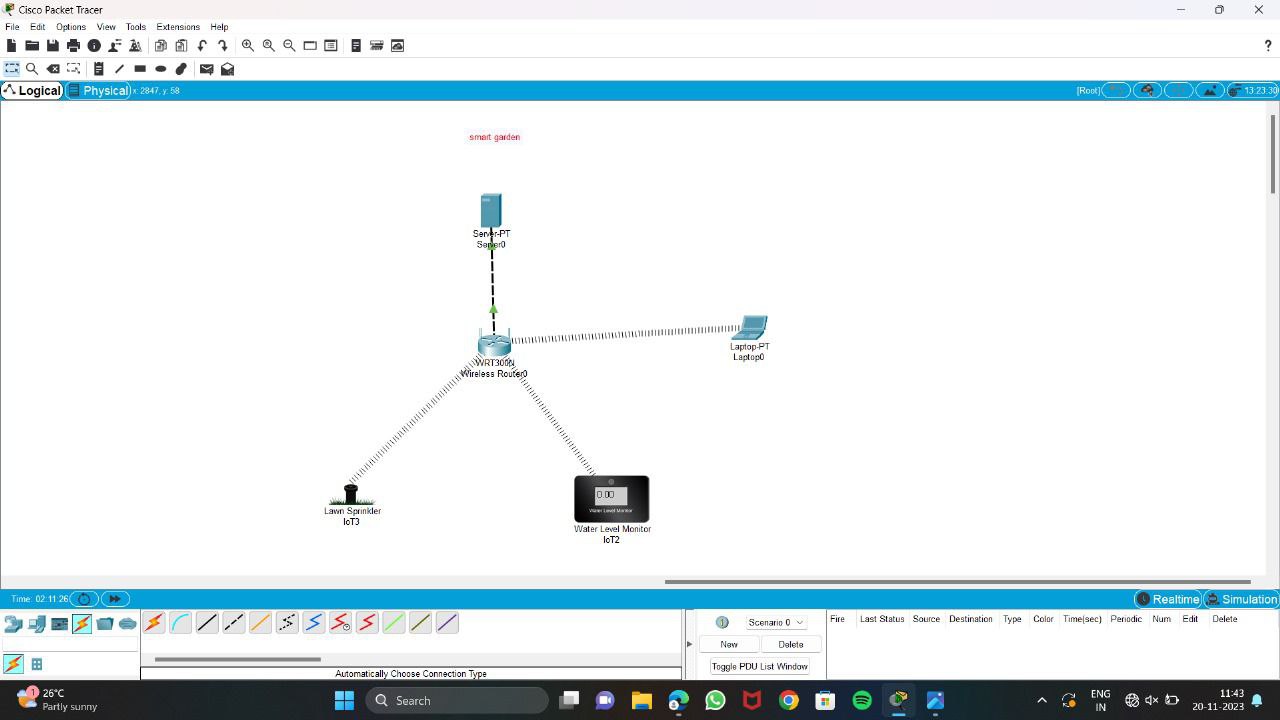 Cisco Packet Tracer
File Edit Options View Tools Extensions Help
?
Logical Physical x: 2847, y: 58 [Root] 13:23:30
smart garden
Server-PT
Server0
WRT300N
Wireless Router0
Laptop-PT
Laptop0
Lawn Sprinkler
IoT3
0.00
Water Level Monitor
Water Level Monitor
IoT2
Time: 02:11:26 Realtime Simulation
Scenario 0 Fire Last Status Source Destination Type Color Time(sec) Periodic Num Edit Delete
New Delete
Toggle PDU List Window
Automatically Choose Connection Type
1
26°C
Partly sunny
Search
ENG
IN
11:43
20-11-2023